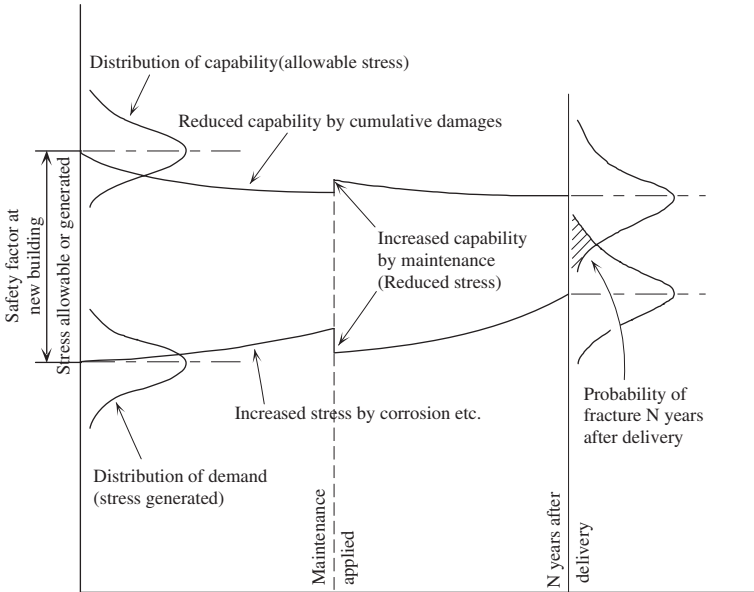 Distribution of capability(allowable stress)
Reduced capability by cumulative damages
Safety factor at
new building
Stress allowable or generated
Increased capability
by maintenance
(Reduced stress)
Increased stress by corrosion etc.
Probability of
fracture N years
after delivery
Distribution of demand
(stress generated)
Maintenance
applied
N years after
delivery